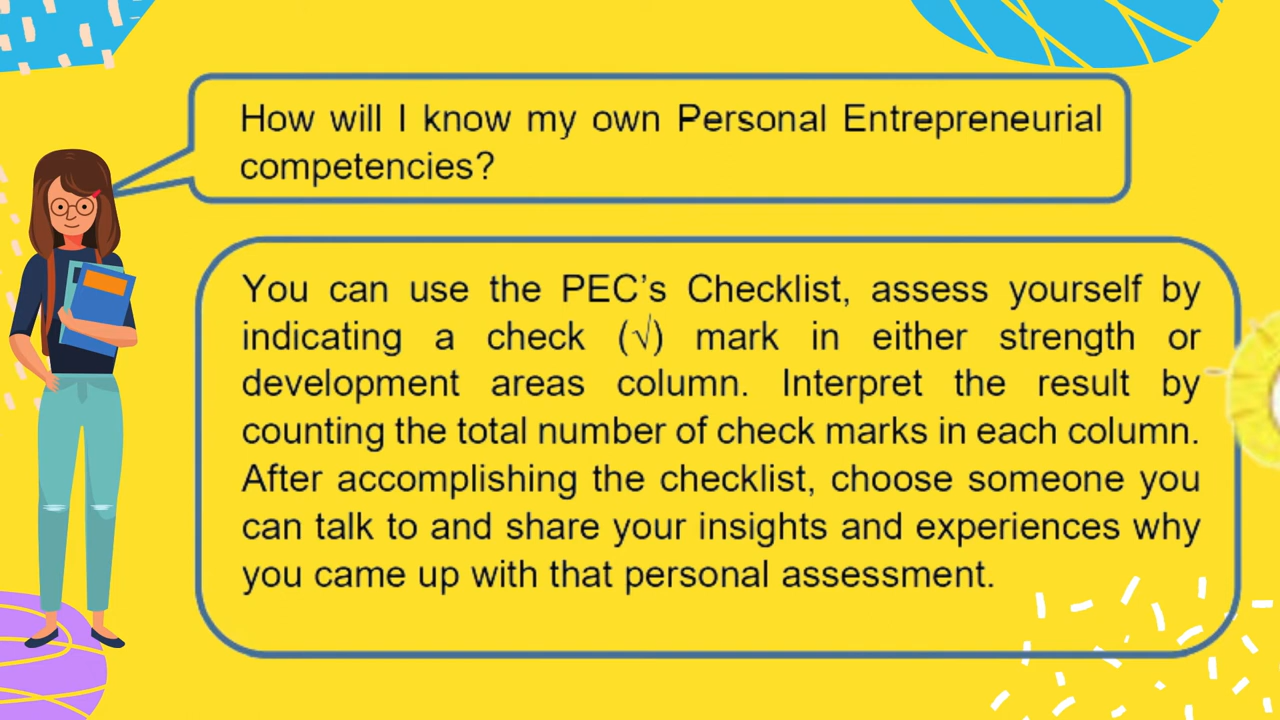 How will I know my own Personal Entrepreneurial
competencies?
You can use the PEC's Checklist, assess yourself by
indicating a check (√) mark in either strength or
development areas column. Interpret the result by
counting the total number of check marks in each column.
After accomplishing the checklist, choose someone you
can talk to and share your insights and experiences why
you came up with that personal assessment.